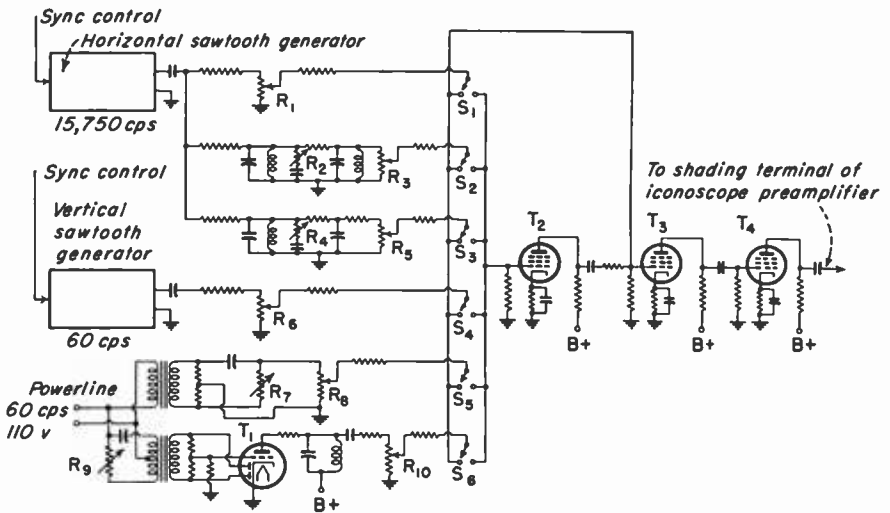 Sync control
Horizontal sawtooth generator
15,750 cps
R1
S1
R2
R3
S2
Sync control
Vertical
sawtooth
generator
R4
R5
S3
To shading terminal of
iconoscope preamplifier
T2
T3
T4
60 cps
R6
S4
B+
B+
B+
Powerline
60 cps
110 v
R7
R8
S5
R9
T1
B+
R10
S6